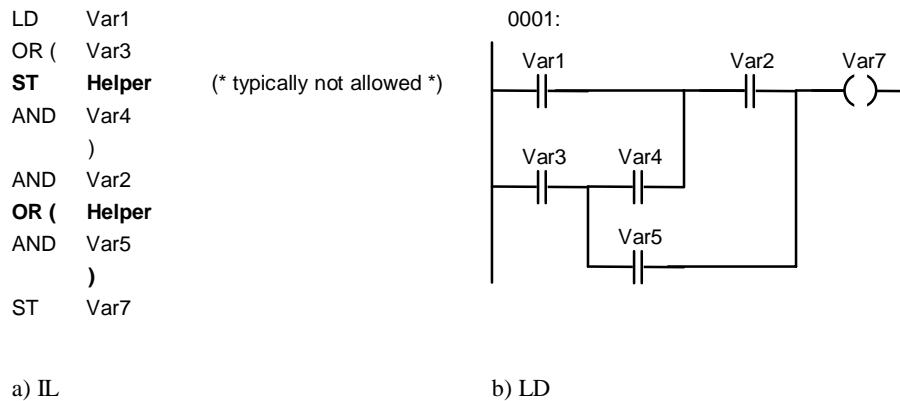 LD Var1
OR ( Var3
ST Helper (* typically not allowed *)
AND Var4
)
AND Var2
OR ( Helper
AND Var5
)
ST Var7
a) IL
0001:
Var1 Var2 Var7
Var3 Var4
Var5
b) LD